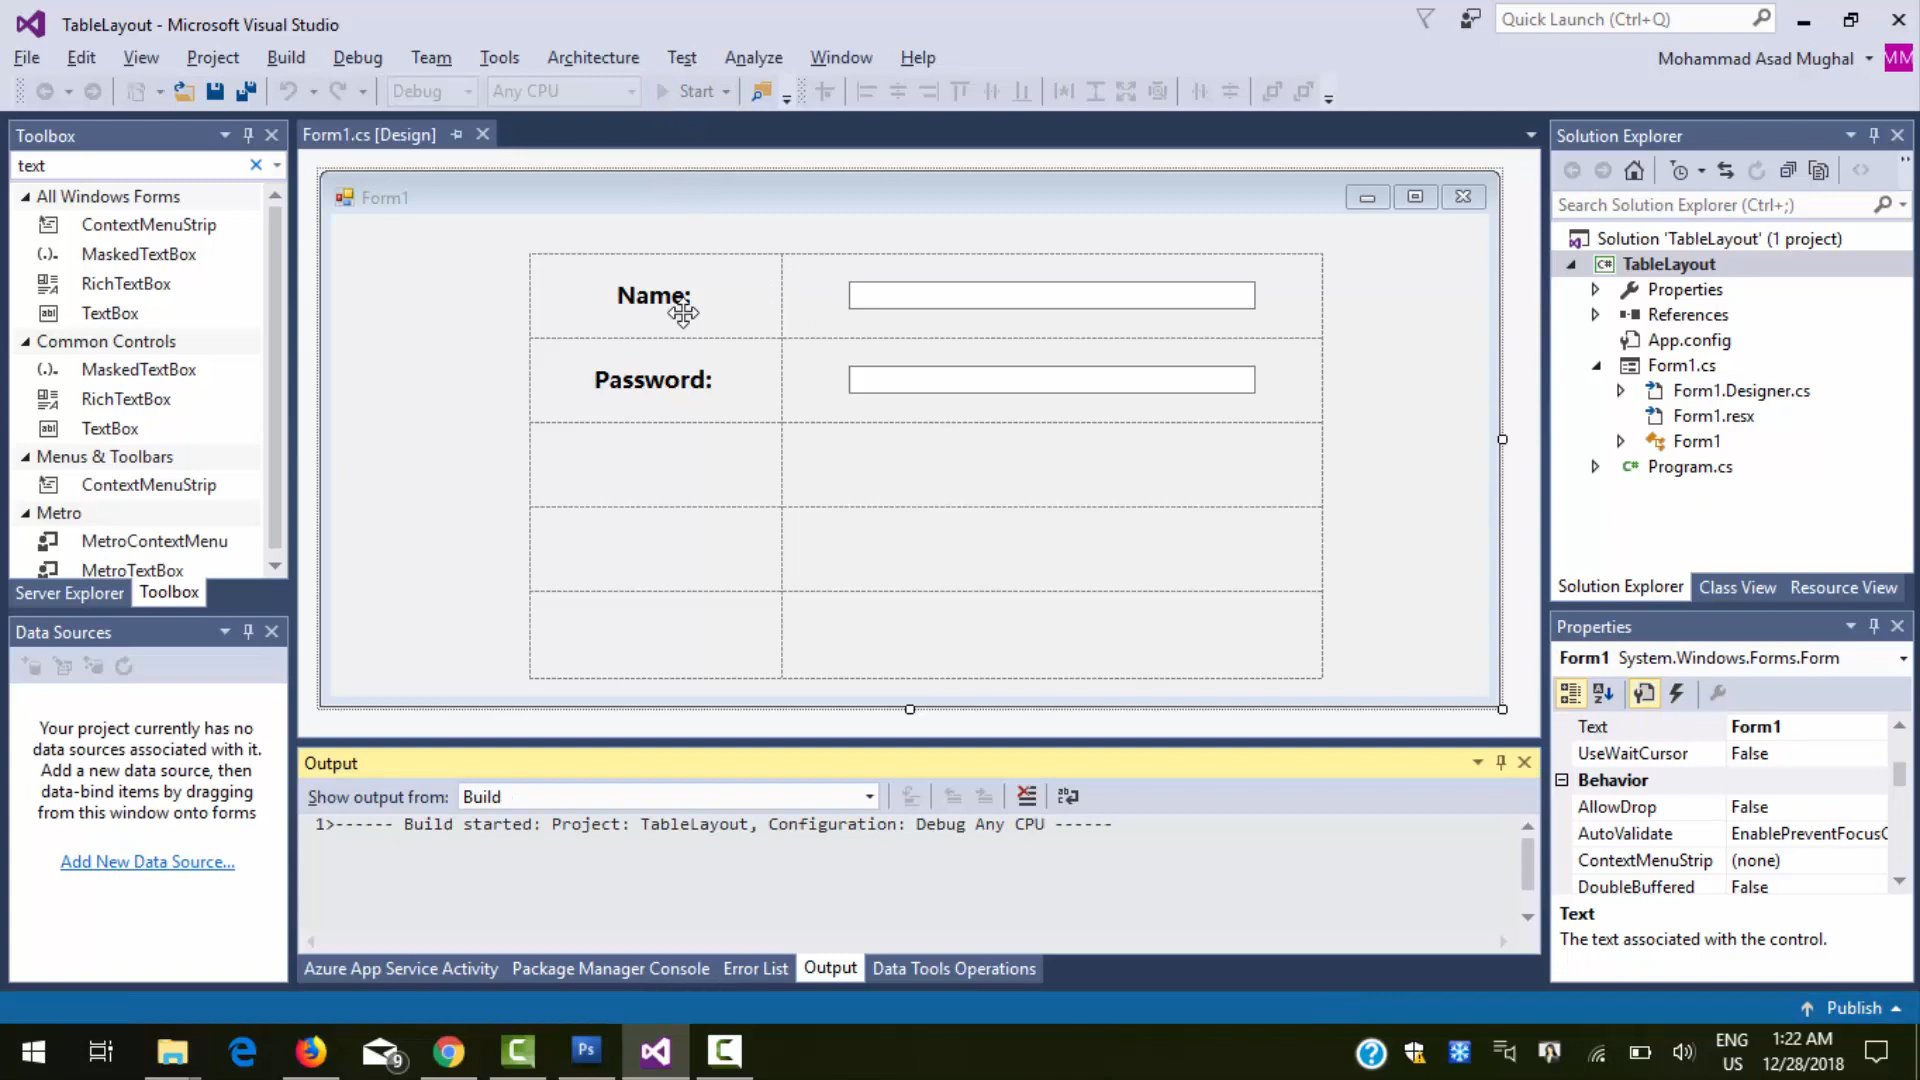 TableLayout - Microsoft Visual Studio
Quick Launch (Ctrl+Q)
File Edit View Project Build Debug Team Tools Architecture Test Analyze Window Help
Mohammad Asad Mughal MM
Debug Any CPU Start
Toolbox
text
All Windows Forms
ContextMenuStrip
MaskedTextBox
RichTextBox
TextBox
Common Controls
MaskedTextBox
RichTextBox
TextBox
Menus & Toolbars
ContextMenuStrip
Metro
MetroContextMenu
MetroTextBox
Server Explorer Toolbox
Data Sources
Your project currently has no
data sources associated with it.
Add a new data source, then
data-bind items by dragging
from this window onto forms
Add New Data Source...
Form1.cs [Design]
Form1
Name:
Password:
Output
Show output from: Build
1>------ Build started: Project: TableLayout, Configuration: Debug Any CPU ------
Azure App Service Activity Package Manager Console Error List Output Data Tools Operations
Solution Explorer
Search Solution Explorer (Ctrl+;)
Solution 'TableLayout' (1 project)
C# TableLayout
Properties
References
App.config
Form1.cs
Form1.Designer.cs
Form1.resx
Form1
C# Program.cs
Solution Explorer Class View Resource View
Properties
Form1 System.Windows.Forms.Form
Text Form1
UseWaitCursor False
Behavior
AllowDrop False
AutoValidate EnablePreventFocusC
ContextMenuStrip (none)
DoubleBuffered False
Text
The text associated with the control.
Publish
9
Ps
ENG
US
1:22 AM
12/28/2018